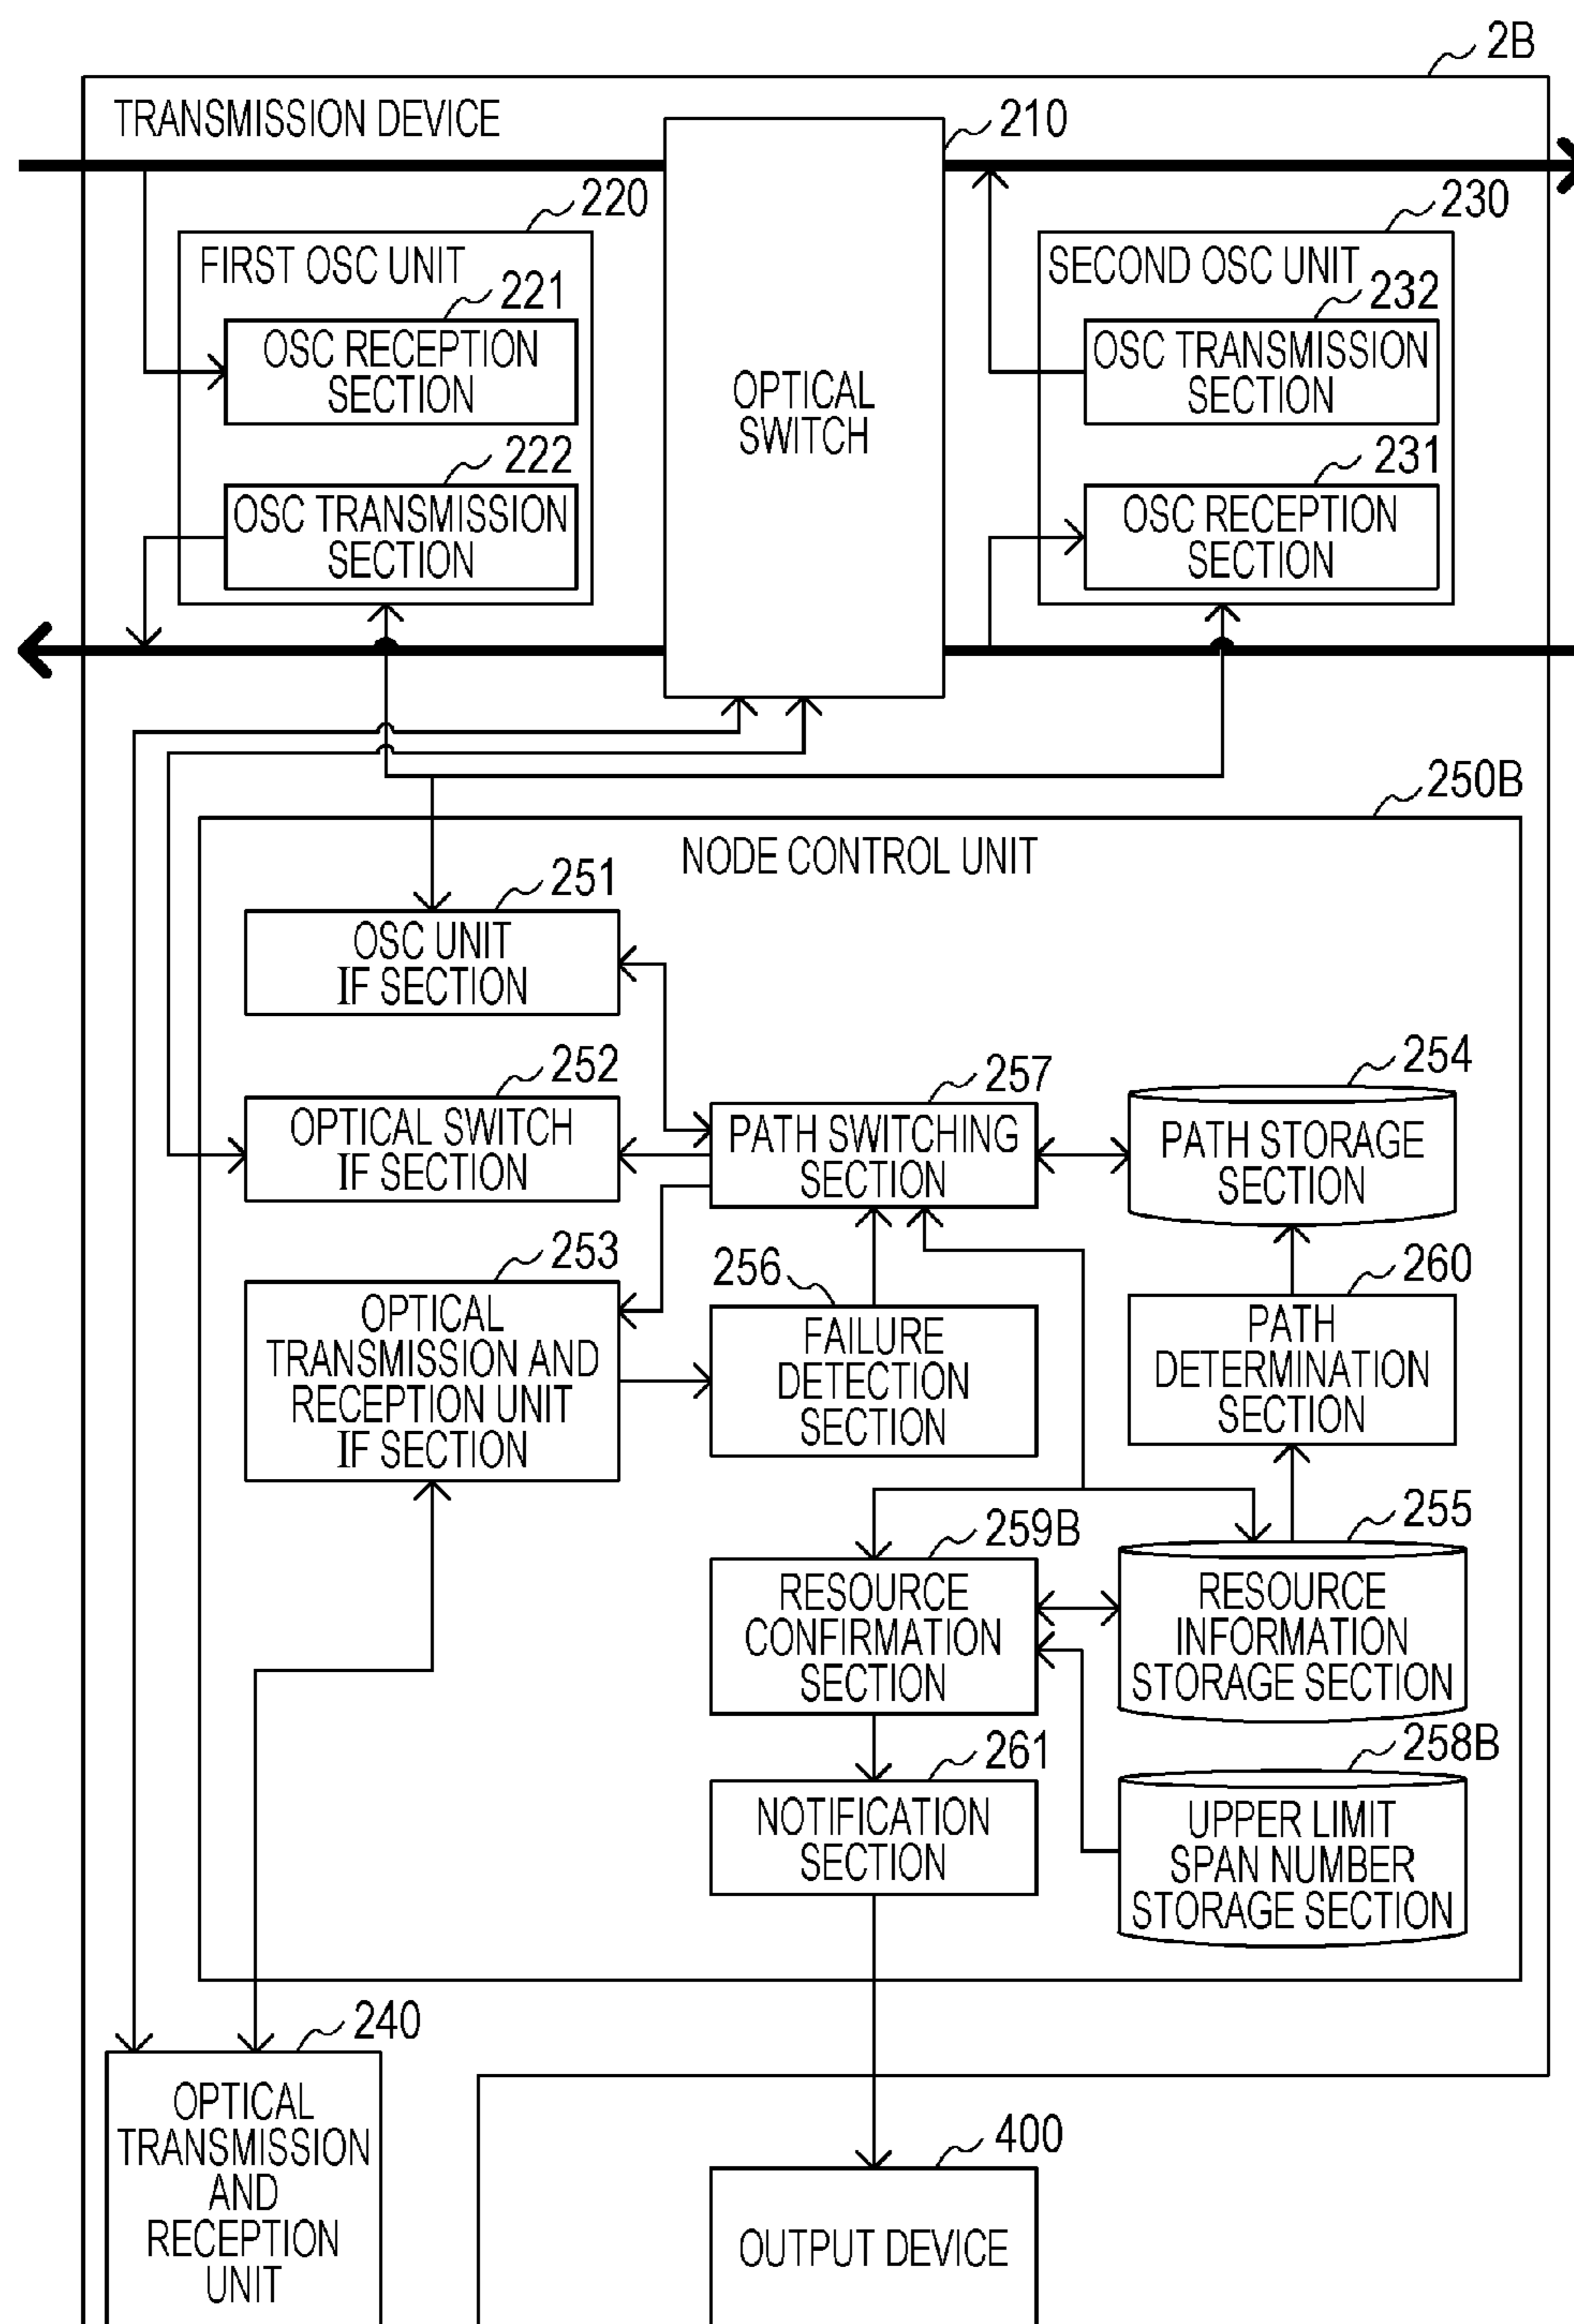 2B
TRANSMISSION DEVICE
210
220
230
FIRST OSC UNIT
SECOND OSC UNIT
221
232
OSC RECEPTION
SECTION
OPTICAL
SWITCH
OSC TRANSMISSION
SECTION
222
231
OSC TRANSMISSION
SECTION
OSC RECEPTION
SECTION
250B
NODE CONTROL UNIT
251
OSC UNIT
IF SECTION
252
257
254
OPTICAL SWITCH
IF SECTION
PATH SWITCHING
SECTION
PATH STORAGE
SECTION
253
256
260
OPTICAL
TRANSMISSION AND
RECEPTION UNIT
IF SECTION
FAILURE
DETECTION
SECTION
PATH
DETERMINATION
SECTION
259B
255
RESOURCE
CONFIRMATION
SECTION
RESOURCE
INFORMATION
STORAGE SECTION
261
258B
NOTIFICATION
SECTION
UPPER LIMIT
SPAN NUMBER
STORAGE SECTION
240
OPTICAL
TRANSMISSION
AND
RECEPTION
UNIT
400
OUTPUT DEVICE